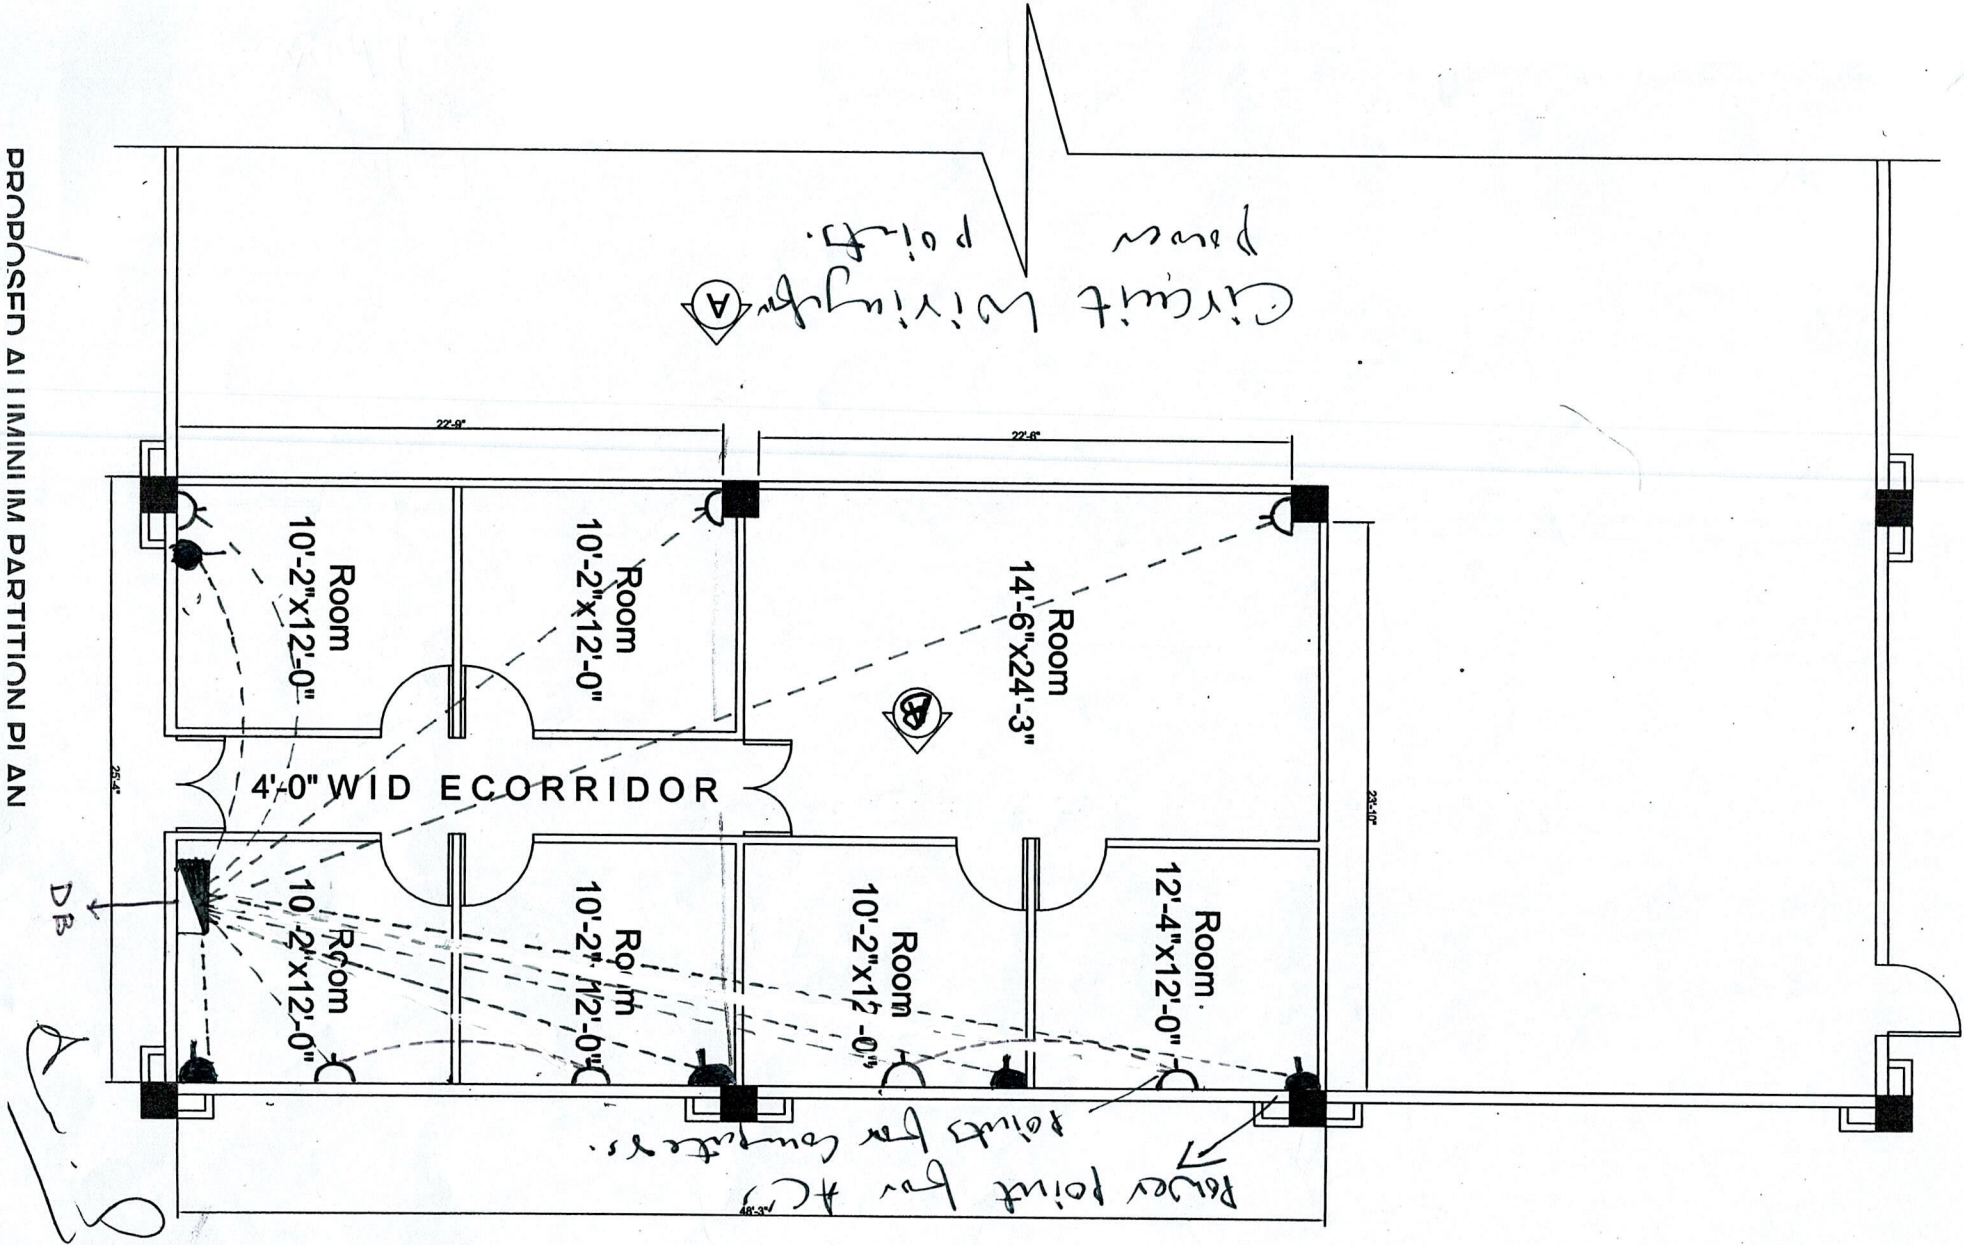 PROPOSED ALUMINIUM PARTITION PLAN
Circuit Wiring for
power points.
A
22'-9"
22'-6"
Room
10'-2"x12'-0"
Room
10'-2"x12'-0"
Room
14'-6"x24'-3"
B
25'-4"
4'-0" WID ECORRIDOR
23'-10"
DB
Room
10'-2"x12'-0"
Room
10'-2"x12'-0"
Room
10'-2"x12'-0"
Room
12'-4"x12'-0"
points for Computers.
Power point for AC,
48'-3"